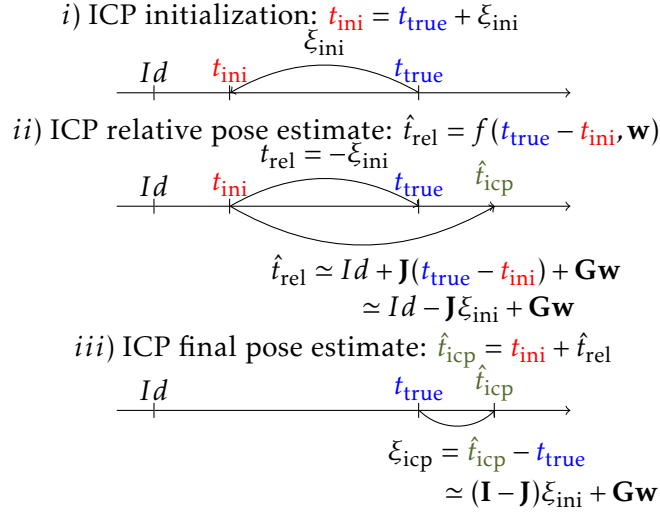 i) ICP initialization: t_ini = t_true + ξ_ini
ξ_ini
Id t_ini t_true
ii) ICP relative pose estimate: t̂_rel = f(t_true − t_ini, w)
t_rel = −ξ_ini
Id t_ini t_true t̂_icp
t̂_rel ≃ Id + J(t_true − t_ini) + Gw
≃ Id − Jξ_ini + Gw
iii) ICP final pose estimate: t̂_icp = t_ini + t̂_rel
Id t_true t̂_icp
ξ_icp = t̂_icp − t_true
≃ (I − J)ξ_ini + Gw